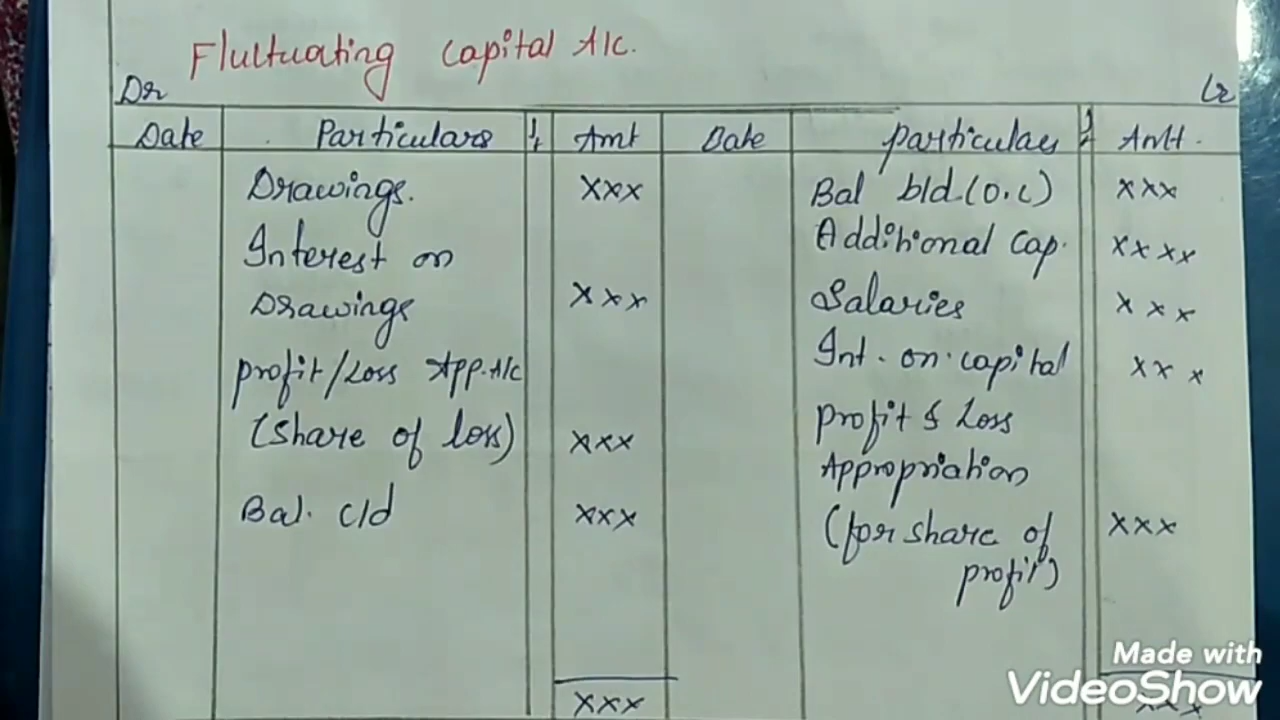 Fluctuating Capital A/c.
Dr Cr
Date Particulars J.F Amt Date Particulars J.F Amt.
Drawings. xxx Bal b/d (O.C) xxx
Interest on Additional Cap. xxxx
Drawings xxx Salaries xxx
profit/Loss App. A/c Int. on capital xxx
(share of loss) xxx profit & Loss
Appropriation
Bal. c/d xxx (for share of xxx
profit)
xxx xxx
Made with
VideoShow